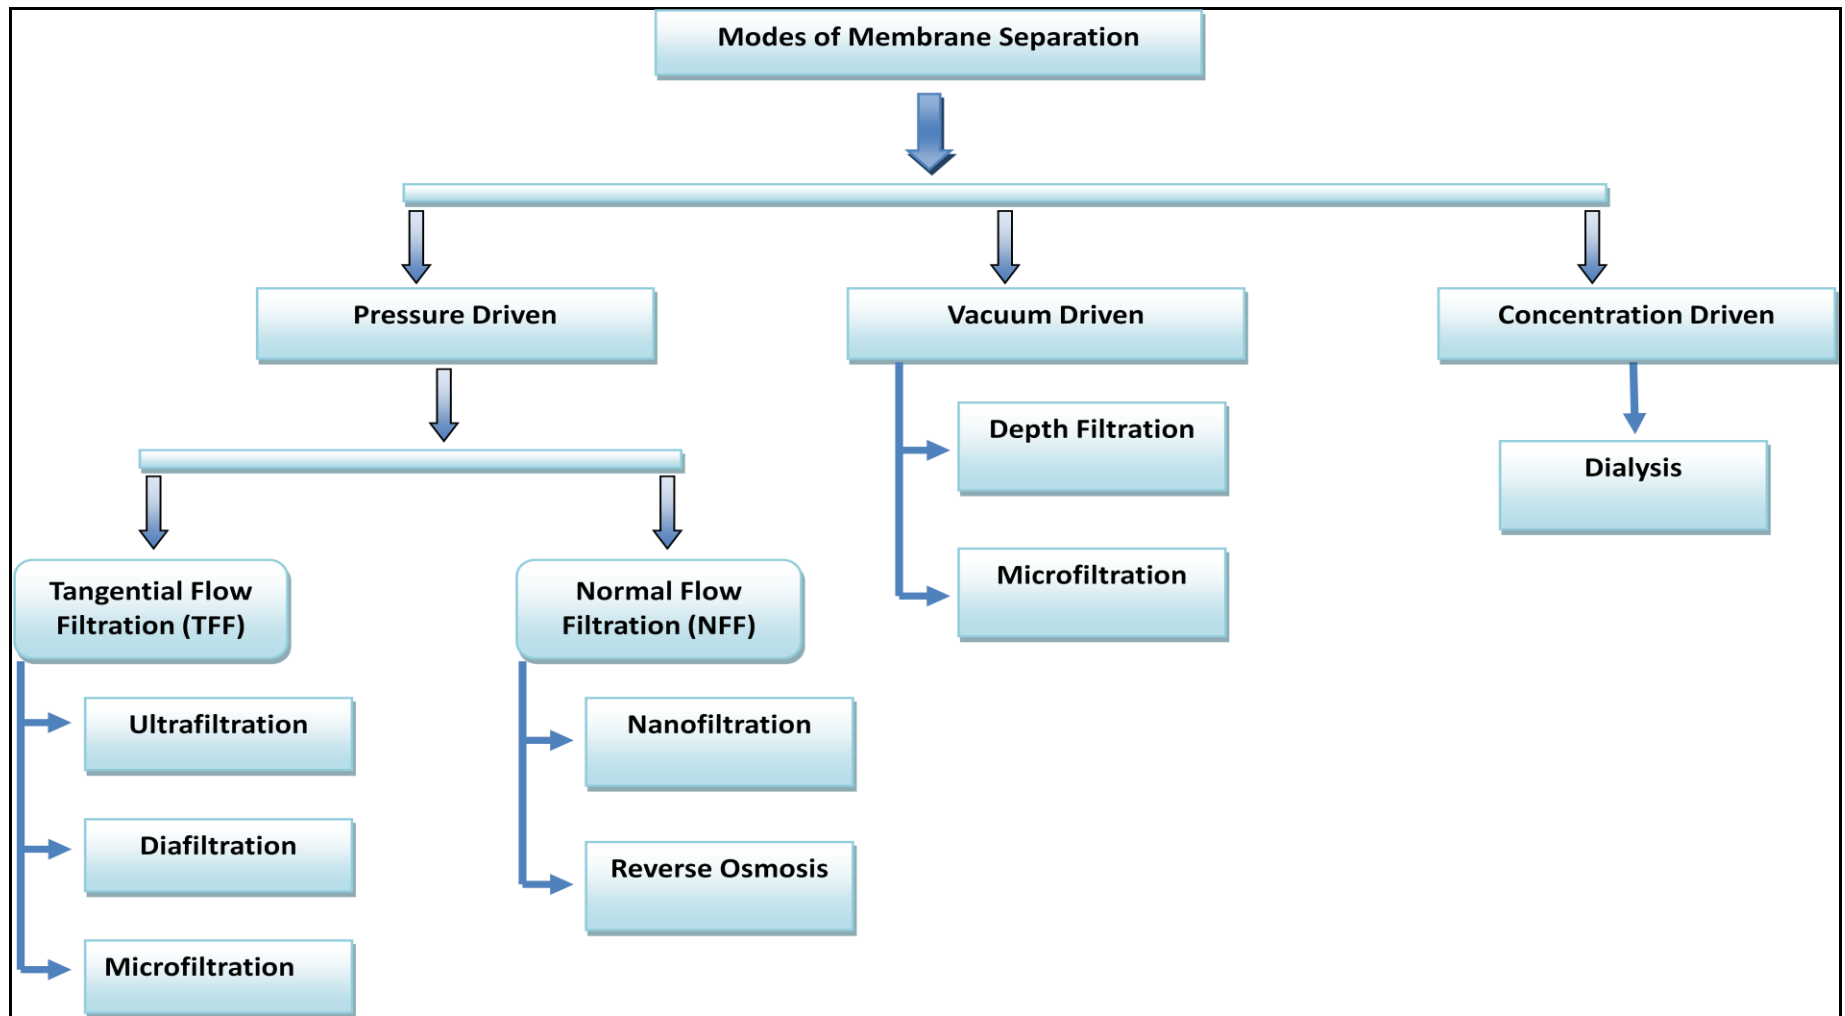 Modes of Membrane Separation
Pressure Driven
Vacuum Driven
Concentration Driven
Depth Filtration
Dialysis
Microfiltration
Tangential Flow
Filtration (TFF)
Normal Flow
Filtration (NFF)
Ultrafiltration
Nanofiltration
Diafiltration
Reverse Osmosis
Microfiltration